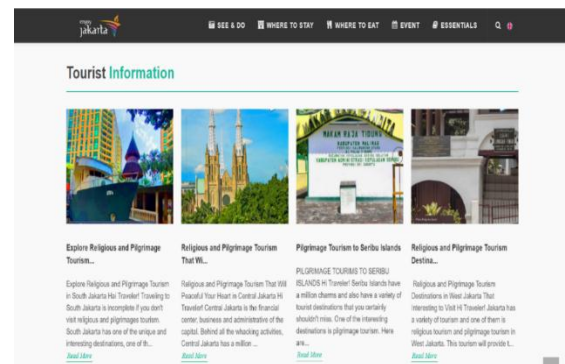 enjoy
jakarta
SEE & DO
WHERE TO STAY
WHERE TO EAT
EVENT
ESSENTIALS
Tourist Information
MAKAM RAJA TIDUNG
Explore Religious and Pilgrimage
Tourism...
Explore Religious and Pilgrimage Tourism
in South Jakarta Hai Traveler! Traveling to
South Jakarta is incomplete if you don't
visit religious and pilgrimages tourism.
South Jakarta has one of the unique and
interesting destinations, one of th...
Read More
Religious and Pilgrimage Tourism
That Wi...
Religious and Pilgrimage Tourism That Will
Peaceful Your Heart in Central Jakarta Hi
Traveler! Central Jakarta is the financial
center, business and administrative of the
capital. Behind all the whacking activities,
Central Jakarta has a million ...
Read More
Pilgrimage Tourism to Seribu Islands
PILGRIMAGE TOURIMS TO SERIBU
ISLANDS Hi Traveler! Seribu Islands have
a million charms and also have a variety of
tourist destinations that you certainly
shouldn't miss. One of the interesting
destinations is pilgrimage tourism. Here
are...
Read More
Religious and Pilgrimage Tourism
Destina...
Religious and Pilgrimage Tourism
Destinations in West Jakarta That
Interesting to Visit Hi Traveler! Jakarta has
a variety of tourism and one of them is
religious tourism and pilgrimage tourism in
West Jakarta. This tourism will provide t...
Read More